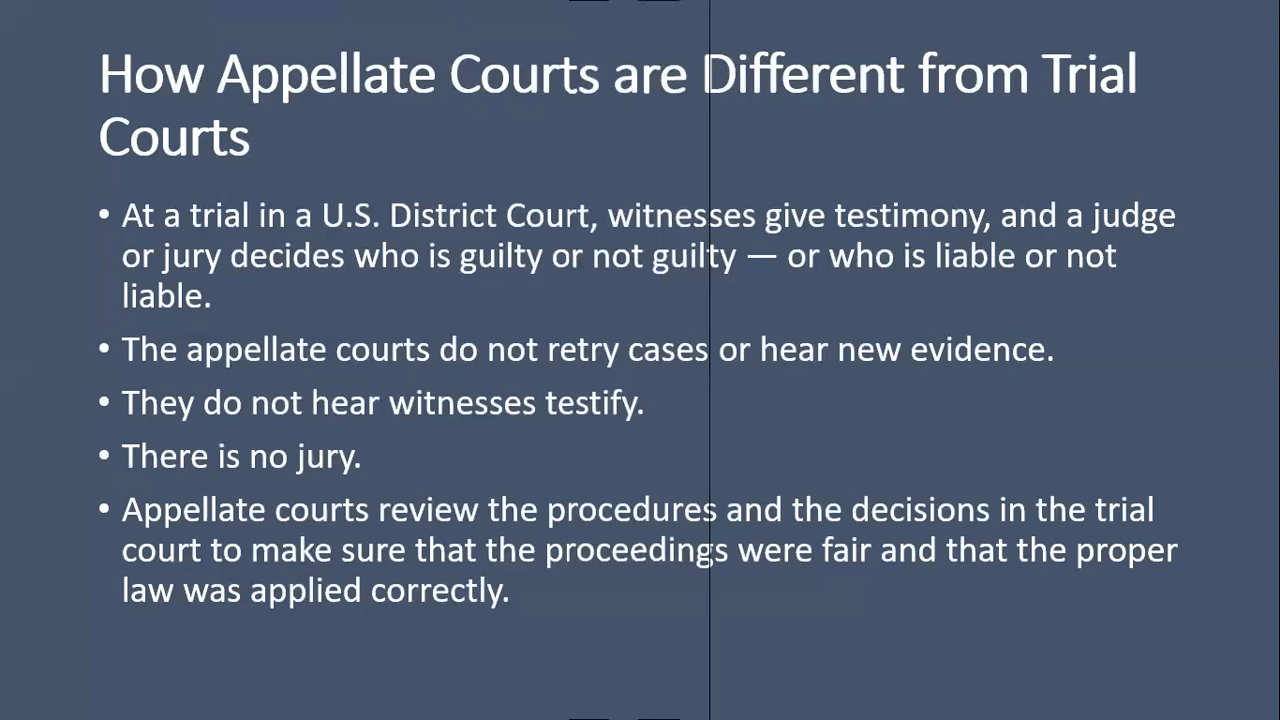 How Appellate Courts are Different from Trial
Courts
• At a trial in a U.S. District Court, witnesses give testimony, and a judge
or jury decides who is guilty or not guilty — or who is liable or not
liable.
• The appellate courts do not retry cases or hear new evidence.
• They do not hear witnesses testify.
• There is no jury.
• Appellate courts review the procedures and the decisions in the trial
court to make sure that the proceedings were fair and that the proper
law was applied correctly.